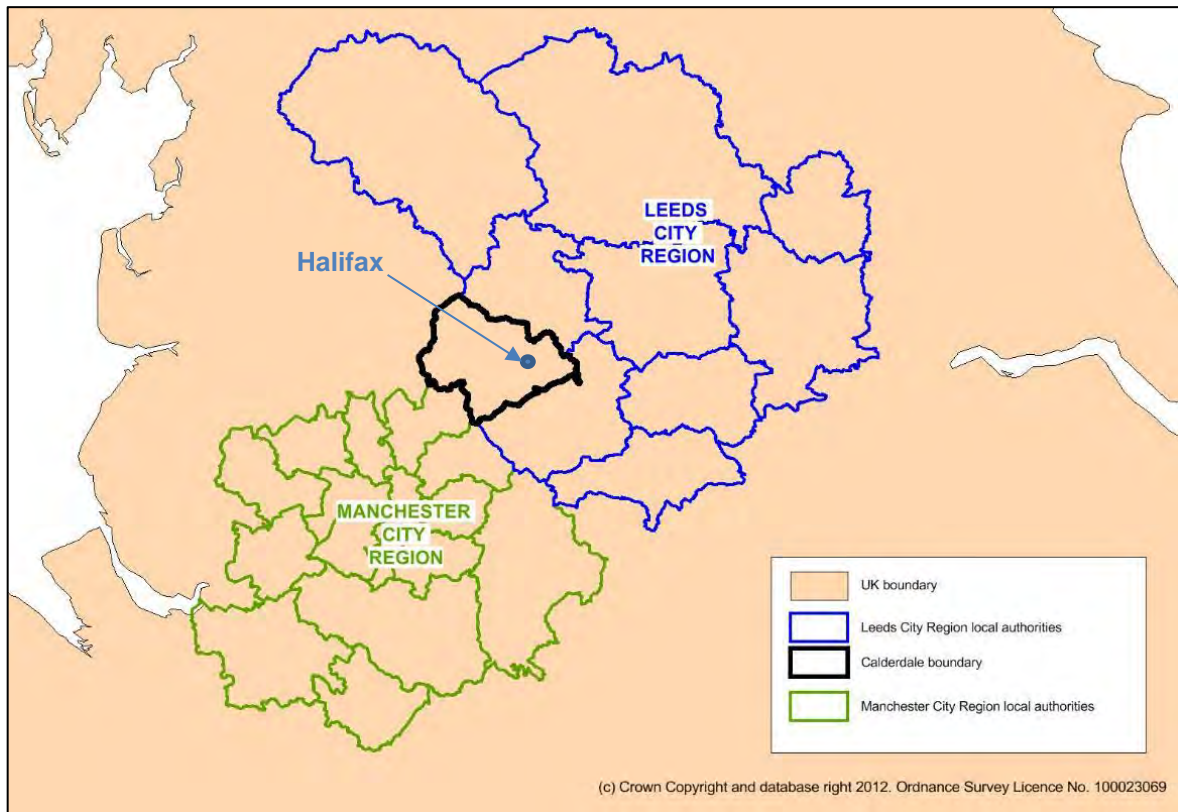 LEEDS
CITY
REGION
Halifax
MANCHESTER
CITY
REGION
UK boundary
Leeds City Region local authorities
Calderdale boundary
Manchester City Region local authorities
(c) Crown Copyright and database right 2012. Ordnance Survey Licence No. 100023069